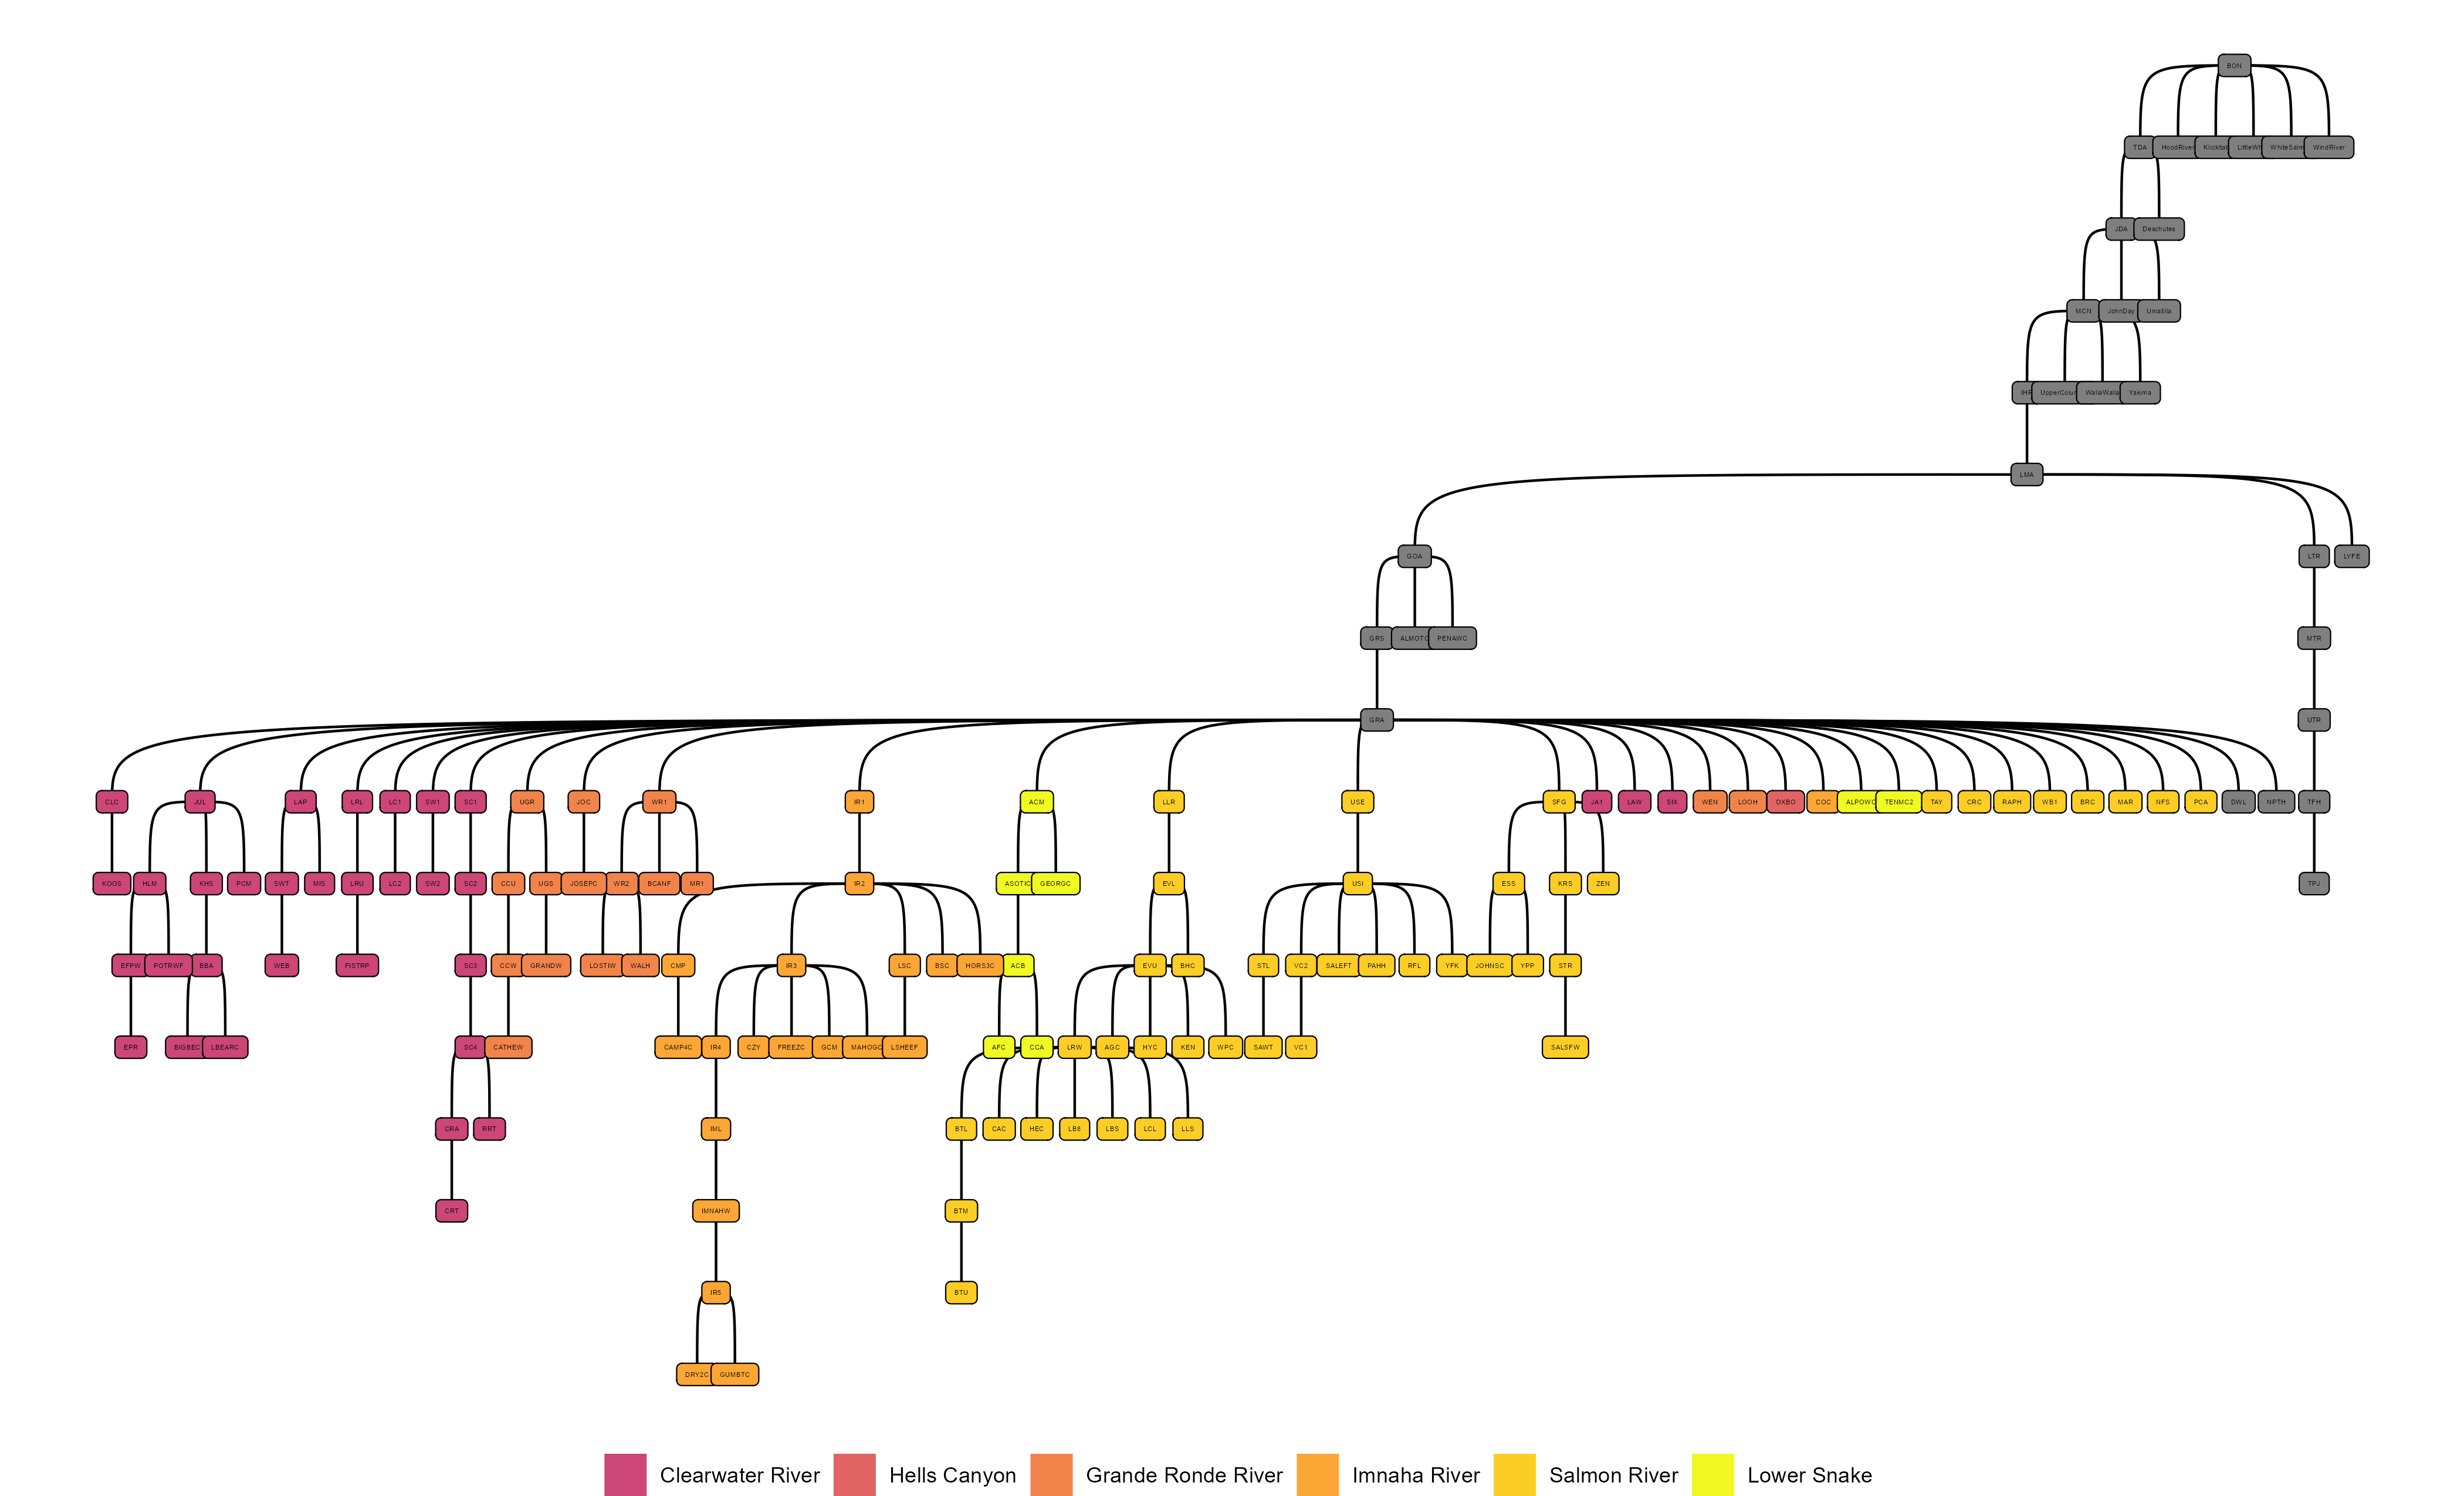 BON
TDA
HoodRiver
Klickitat
WindRiver
JDA
Deschutes
MCN
JohnDay
Umatilla
WallaWalla
Yakima
LMA
GOA
LTR
LYFE
GRS
PENAWC
MTR
GRA
UTR
CLC
JUL
LAP
LRL
LC1
SW1
SC1
UGR
JOC
WR1
IR1
ACM
LLR
USE
SFG
JA1
LAW
SIX
WEN
LOOH
OXBO
COC
ALPOWC
TENMC2
TAY
CRC
RAPH
WB1
BRC
MAR
NFS
PCA
DWL
NPTH
TFH
KOOS
HLM
KHS
PCM
SWT
MIS
LRU
LC2
SW2
SC2
CCU
UGS
JOSEPC
WR2
BCANF
MR1
IR2
ASOTIC
GEORGC
EVL
USI
ESS
KRS
ZEN
TPJ
EFPW
POTRWF
BBA
WEB
FISTRP
SC3
CCW
GRANDW
LOSTIW
WALH
CMP
IR3
LSC
BSC
HORS3C
ACB
EVU
BHC
STL
VC2
SALEFT
PAHH
RFL
YFK
JOHNSC
YPP
STR
EPR
BIGBEC
LBEARC
SC4
CATHEW
CAMP4C
IR4
CZY
FREEZC
GCM
MAHOGC
LSHEEF
AFC
CCA
LRW
AGC
HYC
KEN
WPC
SAWT
VC1
SALSFW
CRA
RRT
IML
BTL
CAC
HEC
LB8
LBS
LCL
LLS
CRT
IMNAHW
BTM
IR5
BTU
DRY2C
GUMBTC
Clearwater River
Hells Canyon
Grande Ronde River
Imnaha River
Salmon River
Lower Snake